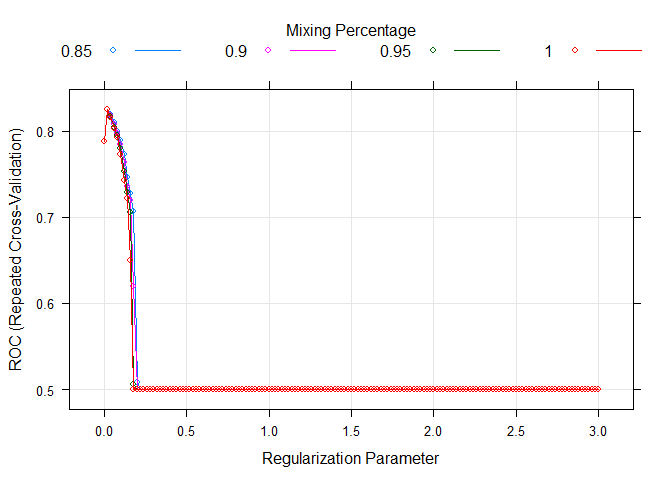 Mixing Percentage
0.85 0.9 0.95 1
ROC (Repeated Cross-Validation)
0.8
0.7
0.6
0.5
0.0 0.5 1.0 1.5 2.0 2.5 3.0
Regularization Parameter